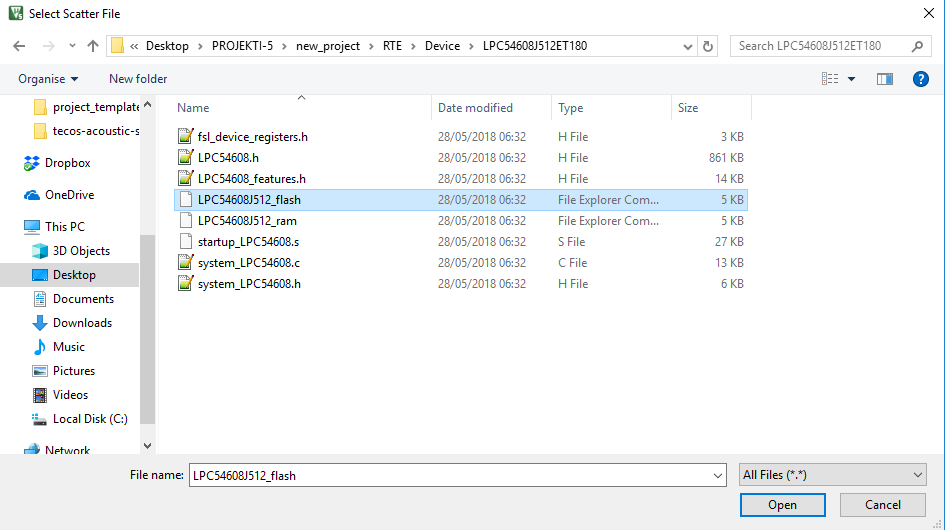 Select Scatter File
« Desktop > PROJEKTI-5 > new_project > RTE > Device > LPC54608J512ET180
Search LPC54608J512ET180
Organise New folder
Name Date modified Type Size
project_template
tecos-acoustic-s
Dropbox
OneDrive
This PC
3D Objects
Desktop
Documents
Downloads
Music
Pictures
Videos
Local Disk (C:)
Network
fsl_device_registers.h 28/05/2018 06:32 H File 3 KB
LPC54608.h 28/05/2018 06:32 H File 861 KB
LPC54608_features.h 28/05/2018 06:32 H File 14 KB
LPC54608J512_flash 28/05/2018 06:32 File Explorer Com... 5 KB
LPC54608J512_ram 28/05/2018 06:32 File Explorer Com... 5 KB
startup_LPC54608.s 28/05/2018 06:32 S File 27 KB
system_LPC54608.c 28/05/2018 06:32 C File 13 KB
system_LPC54608.h 28/05/2018 06:32 H File 6 KB
File name: LPC54608J512_flash
All Files (*.*)
Open Cancel